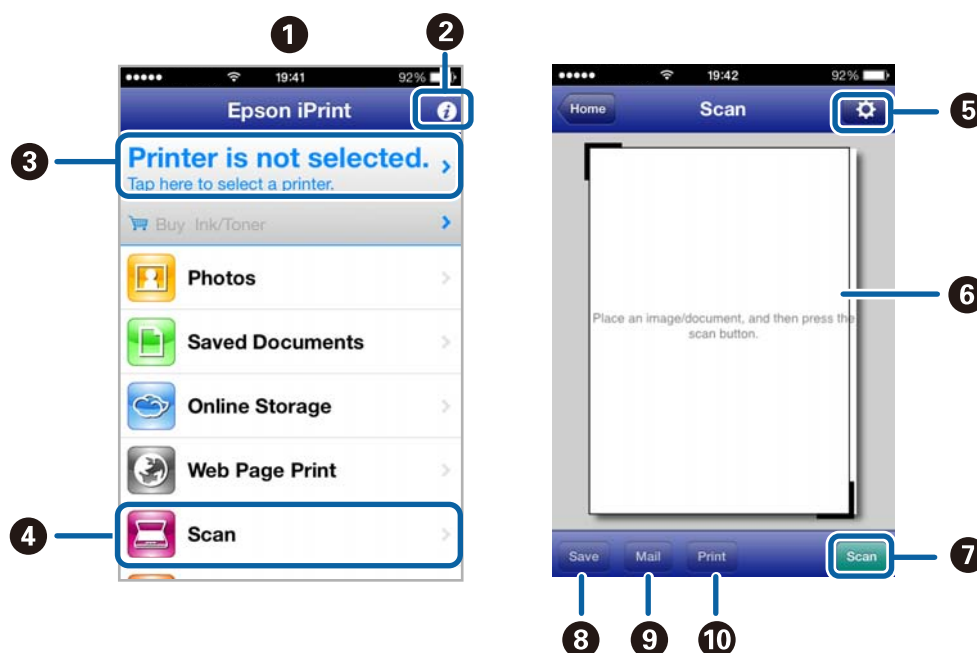 1
2
19:41
92%
Epson iPrint
i
3
Printer is not selected.
Tap here to select a printer.
Buy Ink/Toner
Photos
Saved Documents
Online Storage
Web Page Print
4
Scan
19:42
92%
Home
Scan
5
6
Place an image/document, and then press the
scan button.
Save
Mail
Print
Scan
7
8
9
10